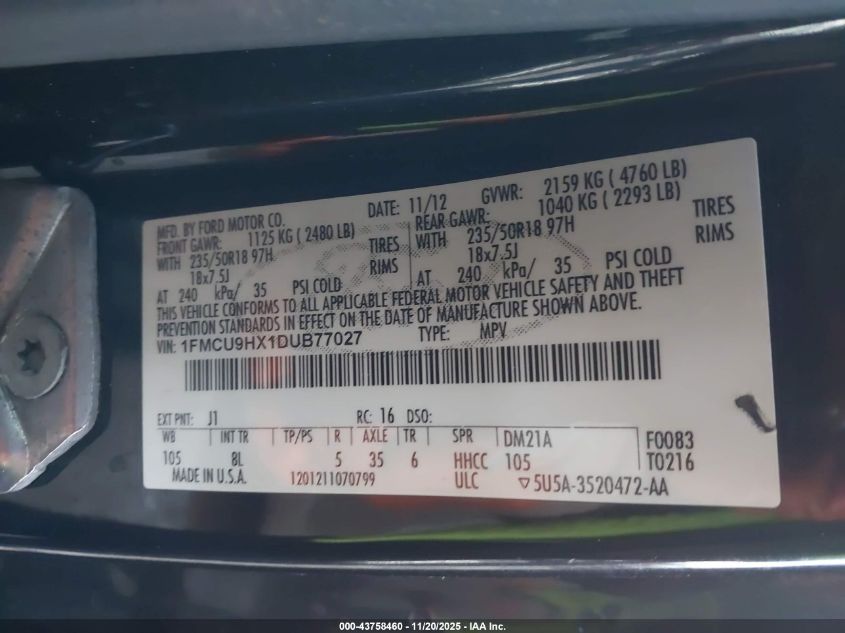 MFD. BY FORD MOTOR CO. DATE: 11/12 GVWR: 2159 KG ( 4760 LB)
FRONT GAWR: 1125 KG ( 2480 LB) REAR GAWR: 1040 KG ( 2293 LB)
WITH 235/50R18 97H TIRES WITH 235/50R18 97H TIRES
18x7.5J RIMS 18x7.5J RIMS
AT 240 kPa/ 35 PSI COLD AT 240 kPa/ 35 PSI COLD
THIS VEHICLE CONFORMS TO ALL APPLICABLE FEDERAL MOTOR VEHICLE SAFETY AND THEFT
PREVENTION STANDARDS IN EFFECT ON THE DATE OF MANUFACTURE SHOWN ABOVE.
VIN: 1FMCU9HX1DUB77027 TYPE: MPV
EXT PNT: J1 RC: 16 DSO:
WB INT TR TP/PS R AXLE TR SPR DM21A F0083
105 8L 5 35 6 HHCC 105 T0216
MADE IN U.S.A. 1201211070799 ULC ▽5U5A-3520472-AA
000-43758460 - 11/20/2025 - IAA Inc.